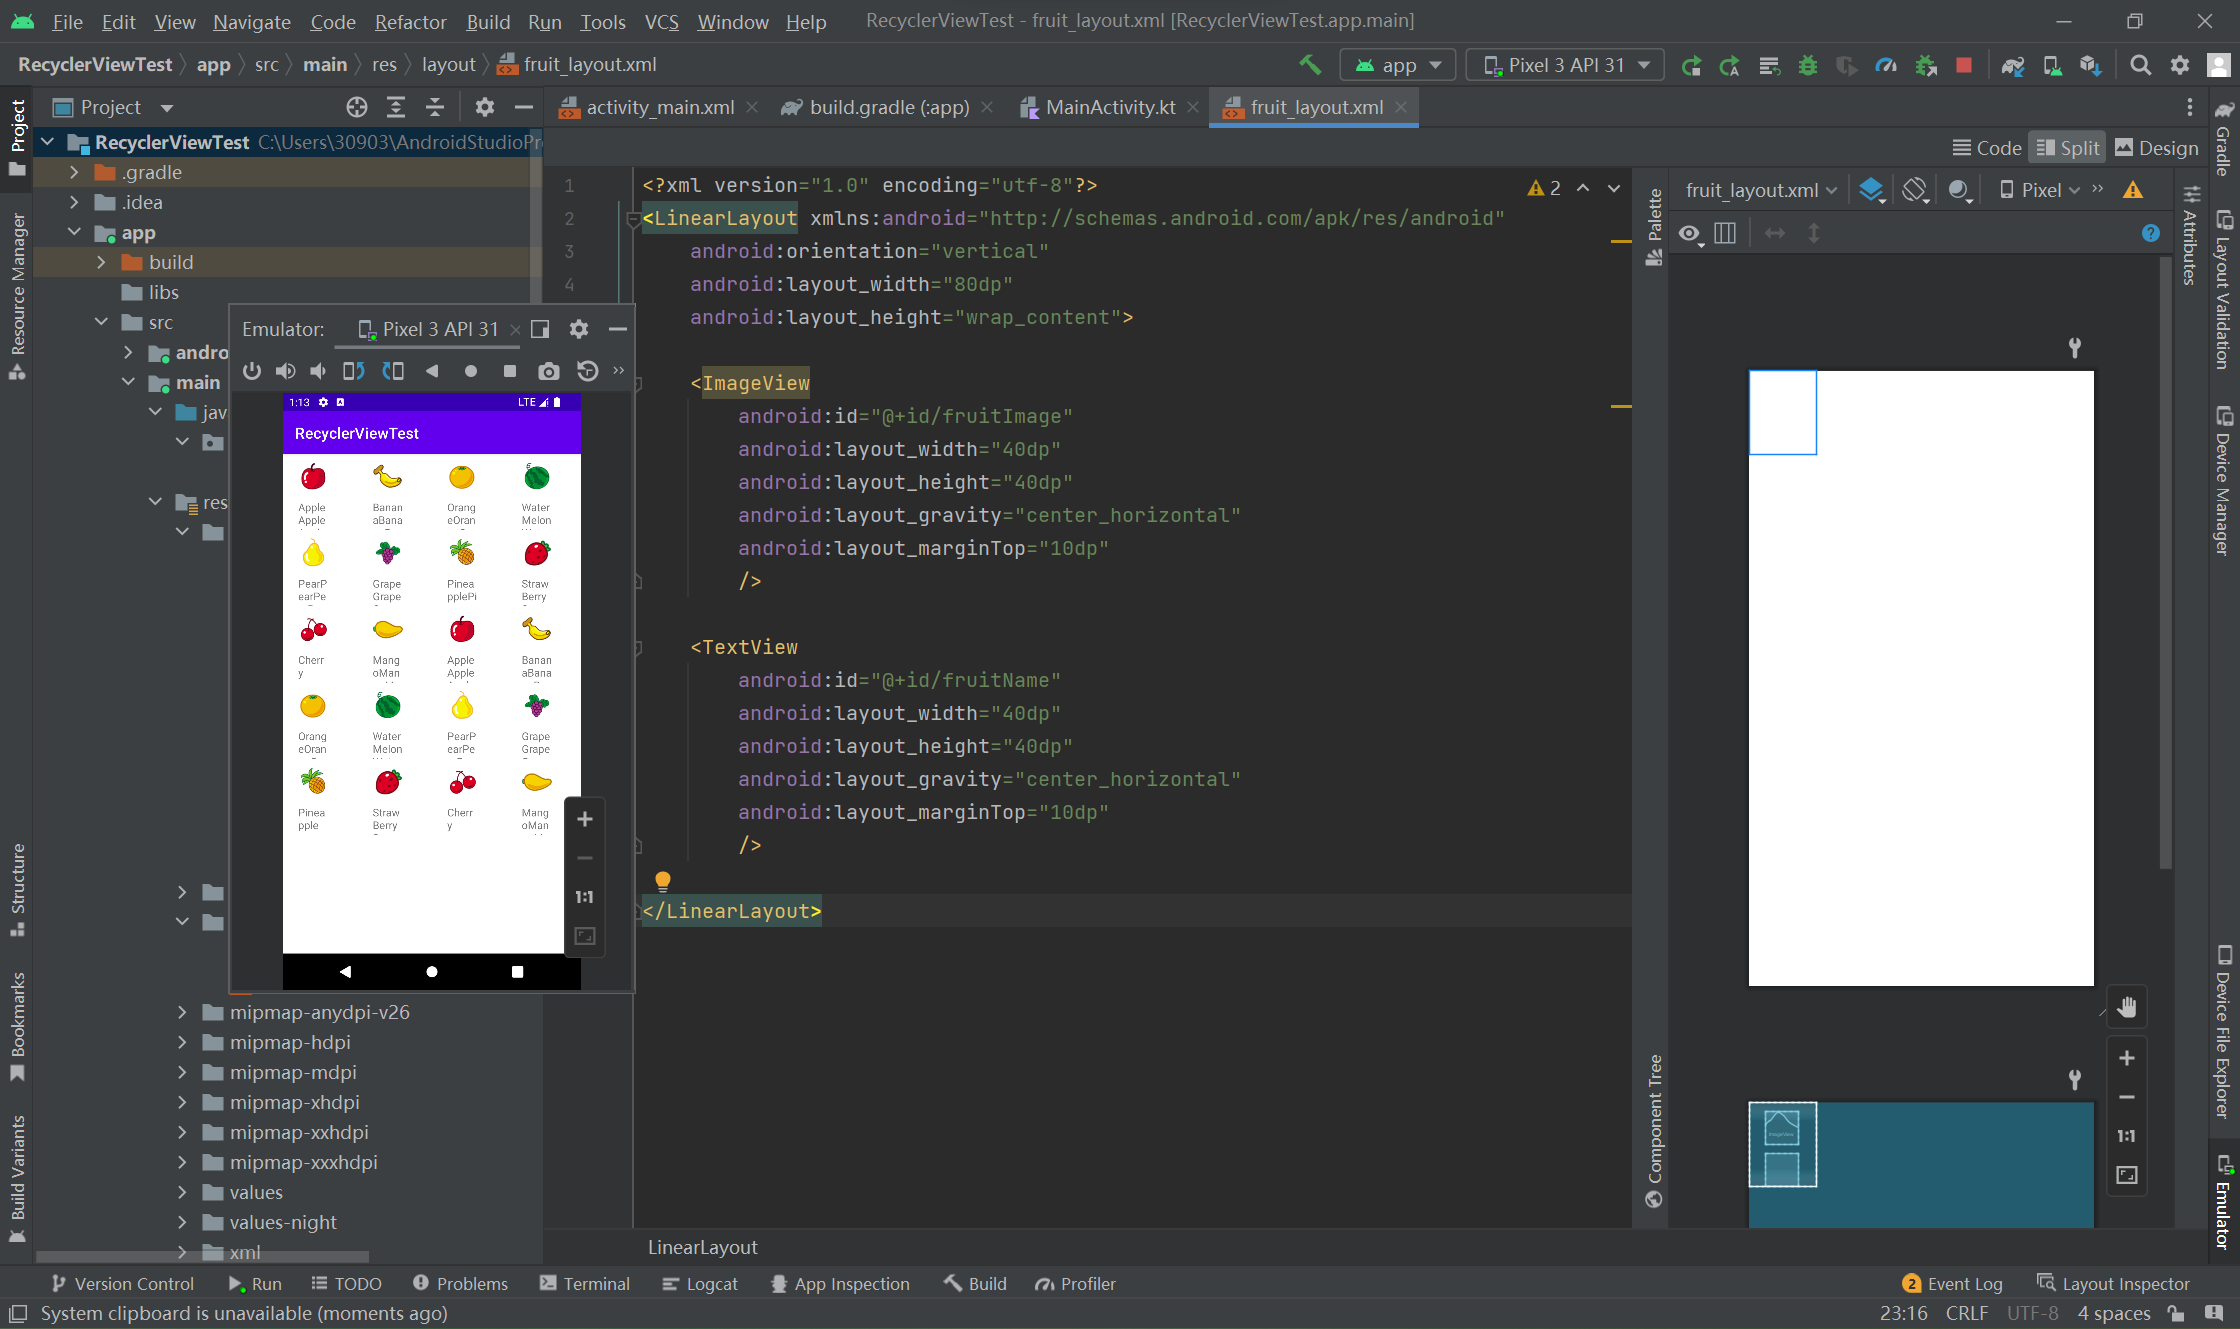 File Edit View Navigate Code Refactor Build Run Tools VCS Window Help RecyclerViewTest - fruit_layout.xml [RecyclerViewTest.app.main]
RecyclerViewTest app src main res layout fruit_layout.xml app Pixel 3 API 31
Project activity_main.xml build.gradle (:app) MainActivity.kt fruit_layout.xml
Code Split Design
Project
Resource Manager
Structure
Bookmarks
Build Variants
RecyclerViewTest C:\Users\30903\AndroidStudioPr
.gradle
.idea
app
build
libs
src
andro
main
jav
res
mipmap-anydpi-v26
mipmap-hdpi
mipmap-mdpi
mipmap-xhdpi
mipmap-xxhdpi
mipmap-xxxhdpi
values
values-night
xml
Emulator: Pixel 3 API 31
1:13 LTE
RecyclerViewTest
Apple Banan Orang Water
Apple aBana eOran Melon
PearP Grape Pinea Straw
earPe Grape pplePi Berry
Cherr Mang Apple Banan
y oMan Apple aBana
Orang Water PearP Grape
eOran Melon earPe Grape
Pinea Straw Cherr Mang
pple Berry y oMan
1:1
1 <?xml version="1.0" encoding="utf-8"?>
2 <LinearLayout xmlns:android="http://schemas.android.com/apk/res/android"
3 android:orientation="vertical"
4 android:layout_width="80dp"
android:layout_height="wrap_content">
<ImageView
android:id="@+id/fruitImage"
android:layout_width="40dp"
android:layout_height="40dp"
android:layout_gravity="center_horizontal"
android:layout_marginTop="10dp"
/>
<TextView
android:id="@+id/fruitName"
android:layout_width="40dp"
android:layout_height="40dp"
android:layout_gravity="center_horizontal"
android:layout_marginTop="10dp"
/>
</LinearLayout>
2
LinearLayout
Palette
Component Tree
fruit_layout.xml Pixel
ImageView
1:1
Attributes
Gradle
Layout Validation
Device Manager
Device File Explorer
Emulator
Version Control Run TODO Problems Terminal Logcat App Inspection Build Profiler 2 Event Log Layout Inspector
System clipboard is unavailable (moments ago) 23:16 CRLF UTF-8 4 spaces